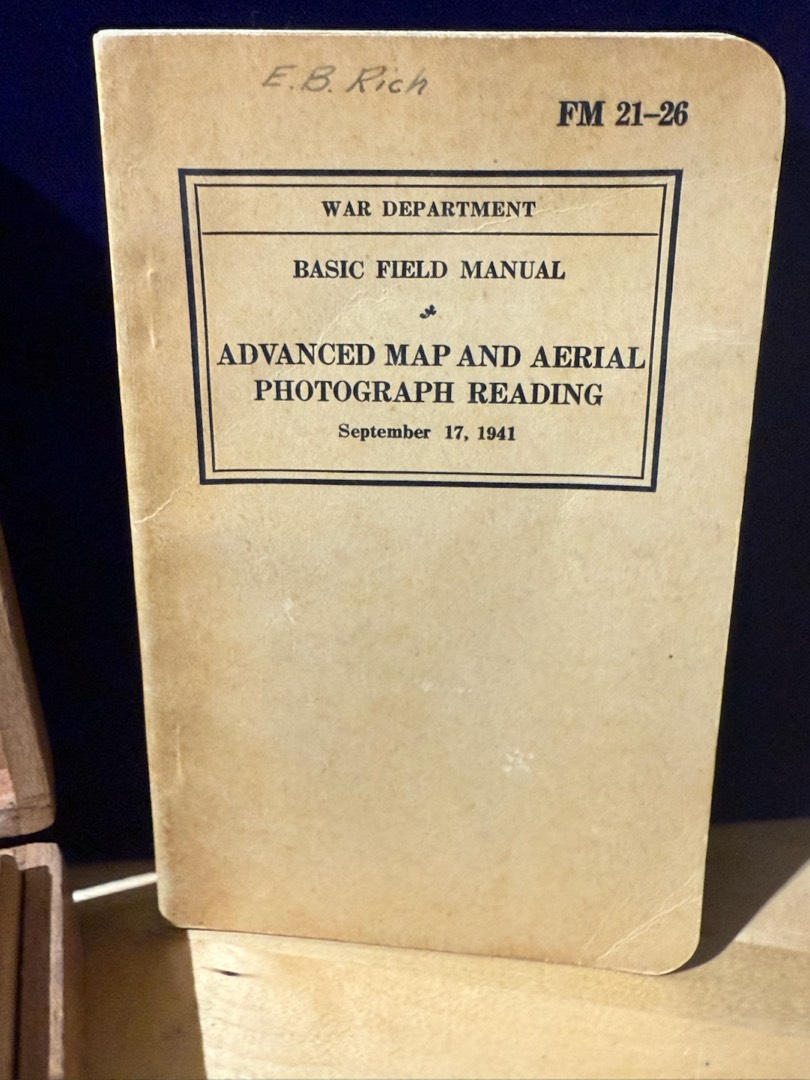 E.B. Rich
FM 21–26
WAR DEPARTMENT
BASIC FIELD MANUAL
ADVANCED MAP AND AERIAL
PHOTOGRAPH READING
September 17, 1941